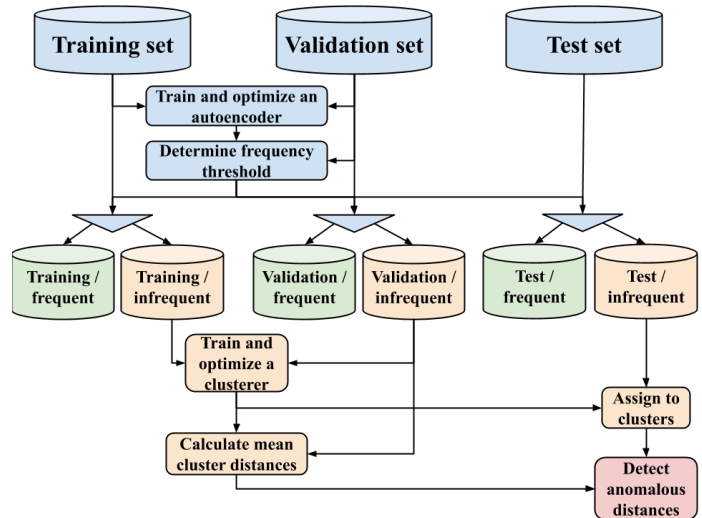 Training set
Validation set
Test set
Train and optimize an
autoencoder
Determine frequency
threshold
Training /
frequent
Training /
infrequent
Validation /
frequent
Validation /
infrequent
Test /
frequent
Test /
infrequent
Train and
optimize a
clusterer
Assign to
clusters
Calculate mean
cluster distances
Detect
anomalous
distances